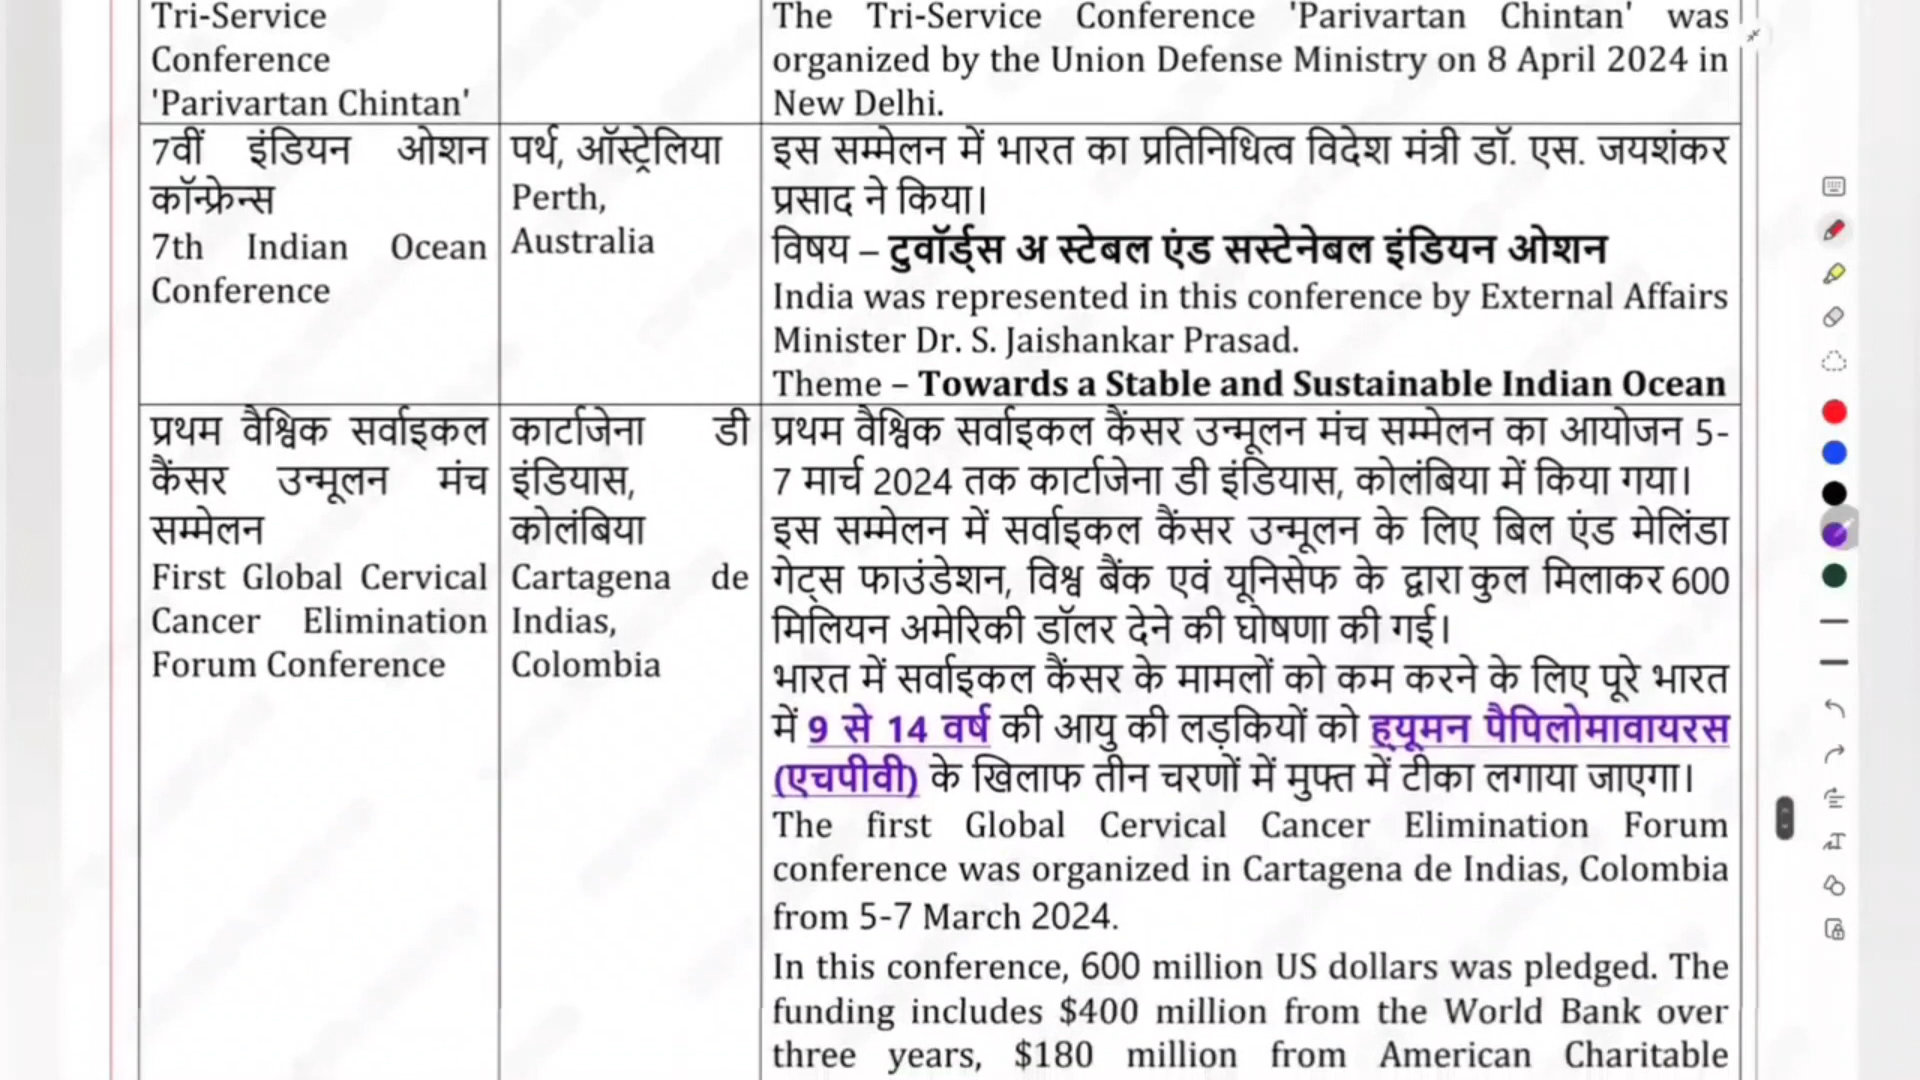 Tri-Service
Conference
'Parivartan Chintan'
The Tri-Service Conference 'Parivartan Chintan' was
organized by the Union Defense Ministry on 8 April 2024 in
New Delhi.
7वीं इंडियन ओशन
कॉन्फ्रेन्स
7th Indian Ocean
Conference
पर्थ, ऑस्ट्रेलिया
Perth,
Australia
इस सम्मेलन में भारत का प्रतिनिधित्व विदेश मंत्री डॉ. एस. जयशंकर
प्रसाद ने किया।
विषय – टुवॉर्ड्स अ स्टेबल एंड सस्टेनेबल इंडियन ओशन
India was represented in this conference by External Affairs
Minister Dr. S. Jaishankar Prasad.
Theme – Towards a Stable and Sustainable Indian Ocean
प्रथम वैश्विक सर्वाइकल
कैंसर उन्मूलन मंच
सम्मेलन
First Global Cervical
Cancer Elimination
Forum Conference
कार्टाजेना डी
इंडियास,
कोलंबिया
Cartagena de
Indias,
Colombia
प्रथम वैश्विक सर्वाइकल कैंसर उन्मूलन मंच सम्मेलन का आयोजन 5-
7 मार्च 2024 तक कार्टाजेना डी इंडियास, कोलंबिया में किया गया।
इस सम्मेलन में सर्वाइकल कैंसर उन्मूलन के लिए बिल एंड मेलिंडा
गेट्स फाउंडेशन, विश्व बैंक एवं यूनिसेफ के द्वारा कुल मिलाकर 600
मिलियन अमेरिकी डॉलर देने की घोषणा की गई।
भारत में सर्वाइकल कैंसर के मामलों को कम करने के लिए पूरे भारत
में 9 से 14 वर्ष की आयु की लड़कियों को ह्यूमन पैपिलोमावायरस
(एचपीवी) के खिलाफ तीन चरणों में मुफ्त में टीका लगाया जाएगा।
The first Global Cervical Cancer Elimination Forum
conference was organized in Cartagena de Indias, Colombia
from 5-7 March 2024.
In this conference, 600 million US dollars was pledged. The
funding includes $400 million from the World Bank over
three years, $180 million from American Charitable